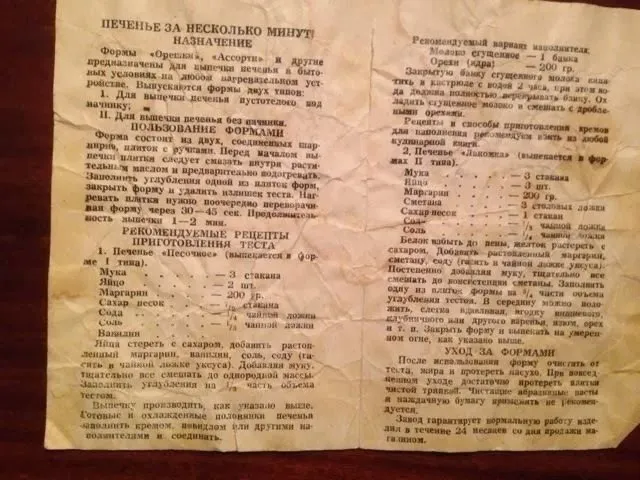 ПЕЧЕНЬЕ ЗА НЕСКОЛЬКО МИНУТ!
НАЗНАЧЕНИЕ
Формы «Орешки», «Ассорти» и другие
предназначены для выпечки печенья в быто-
вых условиях на любом нагревательном уст-
ройстве. Выпускаются формы двух типов:
I. Для выпечки печенья пустотелого под
начинку;
II. Для выпечки печенья без начинки.
ПОЛЬЗОВАНИЕ ФОРМАМИ
Форма состоит из двух, соединенных шар-
нирно, плиток с ручками. Перед началом вы-
печки плитки следует смазать внутри расти-
тельным маслом и предварительно подогревать.
Заполнить углубления одной из плиток форм,
закрыть форму и удалить излишек теста. Наг-
ревать плитки нужно поочередно переворачи-
вая форму через 30—45 сек. Продолжитель-
ность выпечки 1—2 мин.
РЕКОМЕНДУЕМЫЕ РЕЦЕПТЫ
ПРИГОТОВЛЕНИЯ ТЕСТА
1. Печенье «Песочное» (выпекается в фор-
ме I типа).
Мука — 3 стакана
Яйцо — 2 шт.
Маргарин — 200 гр.
Сахар песок — 1/2 стакана
Сода — 1/4 чайной ложки
Соль — 1/4 чайной ложки
Ванилин
Яйца стереть с сахаром, добавить растоп-
ленный маргарин, ванилин, соль, соду (га-
сить в чайной ложке уксуса). Добавляя муку,
тщательно все смешать до однородной массы.
Заполнить углубления на часть объема
тестом.
Выпечку производить, как указано выше.
Готовые и охлажденные половинки печенья
заполнить кремом, повидлом или другими на-
полнителями и соединить.
Рекомендуемый вариант наполнителя:
Молоко сгущенное — 1 банка
Орехи (ядра) — 200 гр.
Закрытую банку сгущенного молока кипя-
тить в кастрюле с водой 2 часа, при этом во-
да должна полностью перекрывать банку. Ох-
ладить сгущенное молоко и смешать с дробле-
ными орехами.
Рецепты и способы приготовления кремов
для наполнения рекомендуем взять из любой
кулинарной книги.
2. Печенье «Лакомка» (выпекается в фор-
мах II типа).
Мука — 3 стакана
Яйцо — 3 шт.
Маргарин — 200 гр.
Сметана — 3 столовых ложки
Сахар песок — 1 стакан
Сода — чайной ложки
Соль — чайной ложки
Белок взбить до пены, желток растереть с
сахаром. Добавить растопленный маргарин,
сметану, соду (гасить в чайной ложке уксуса).
Постепенно добавляя муку, тщательно все
смешать до консистенции сметаны. Заполнить
одну из плиток формы на 3/4 части объема
углубления тестом. В середину можно поло-
жить, слегка вдавливая, ягодку вишневого,
клубничного или другого варенья, изюм, орех
и т. п. Закрыть форму и выпекать на умерен-
ном огне, как указано выше.
УХОД ЗА ФОРМАМИ
После использования форму очистить от
теста, жира и протереть насухо. При повсед-
невном уходе достаточно протереть плитки
чистой тряпкой. Чистящие абразивные пасты
и наждачную бумагу применять не рекомен-
дуется.
Завод гарантирует нормальную работу изде-
лия в течение 24 месяцев со дня продажи ма-
газином.